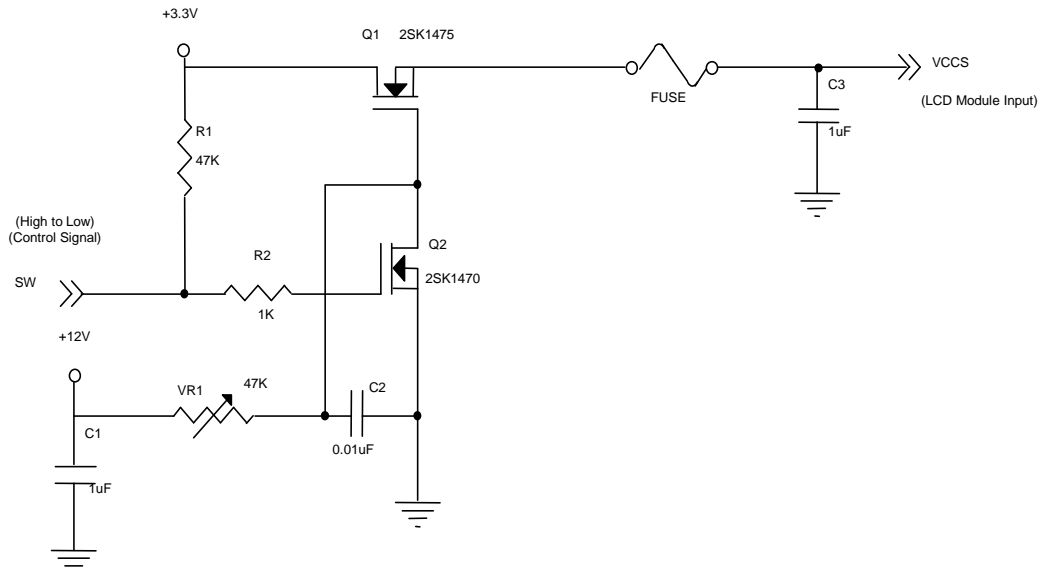 +3.3V
Q1 2SK1475
VCCS
C3
FUSE
(LCD Module Input)
R1
1uF
47K
(High to Low)
(Control Signal)
R2
Q2
SW
2SK1470
1K
+12V
VR1
47K
C2
C1
0.01uF
1uF